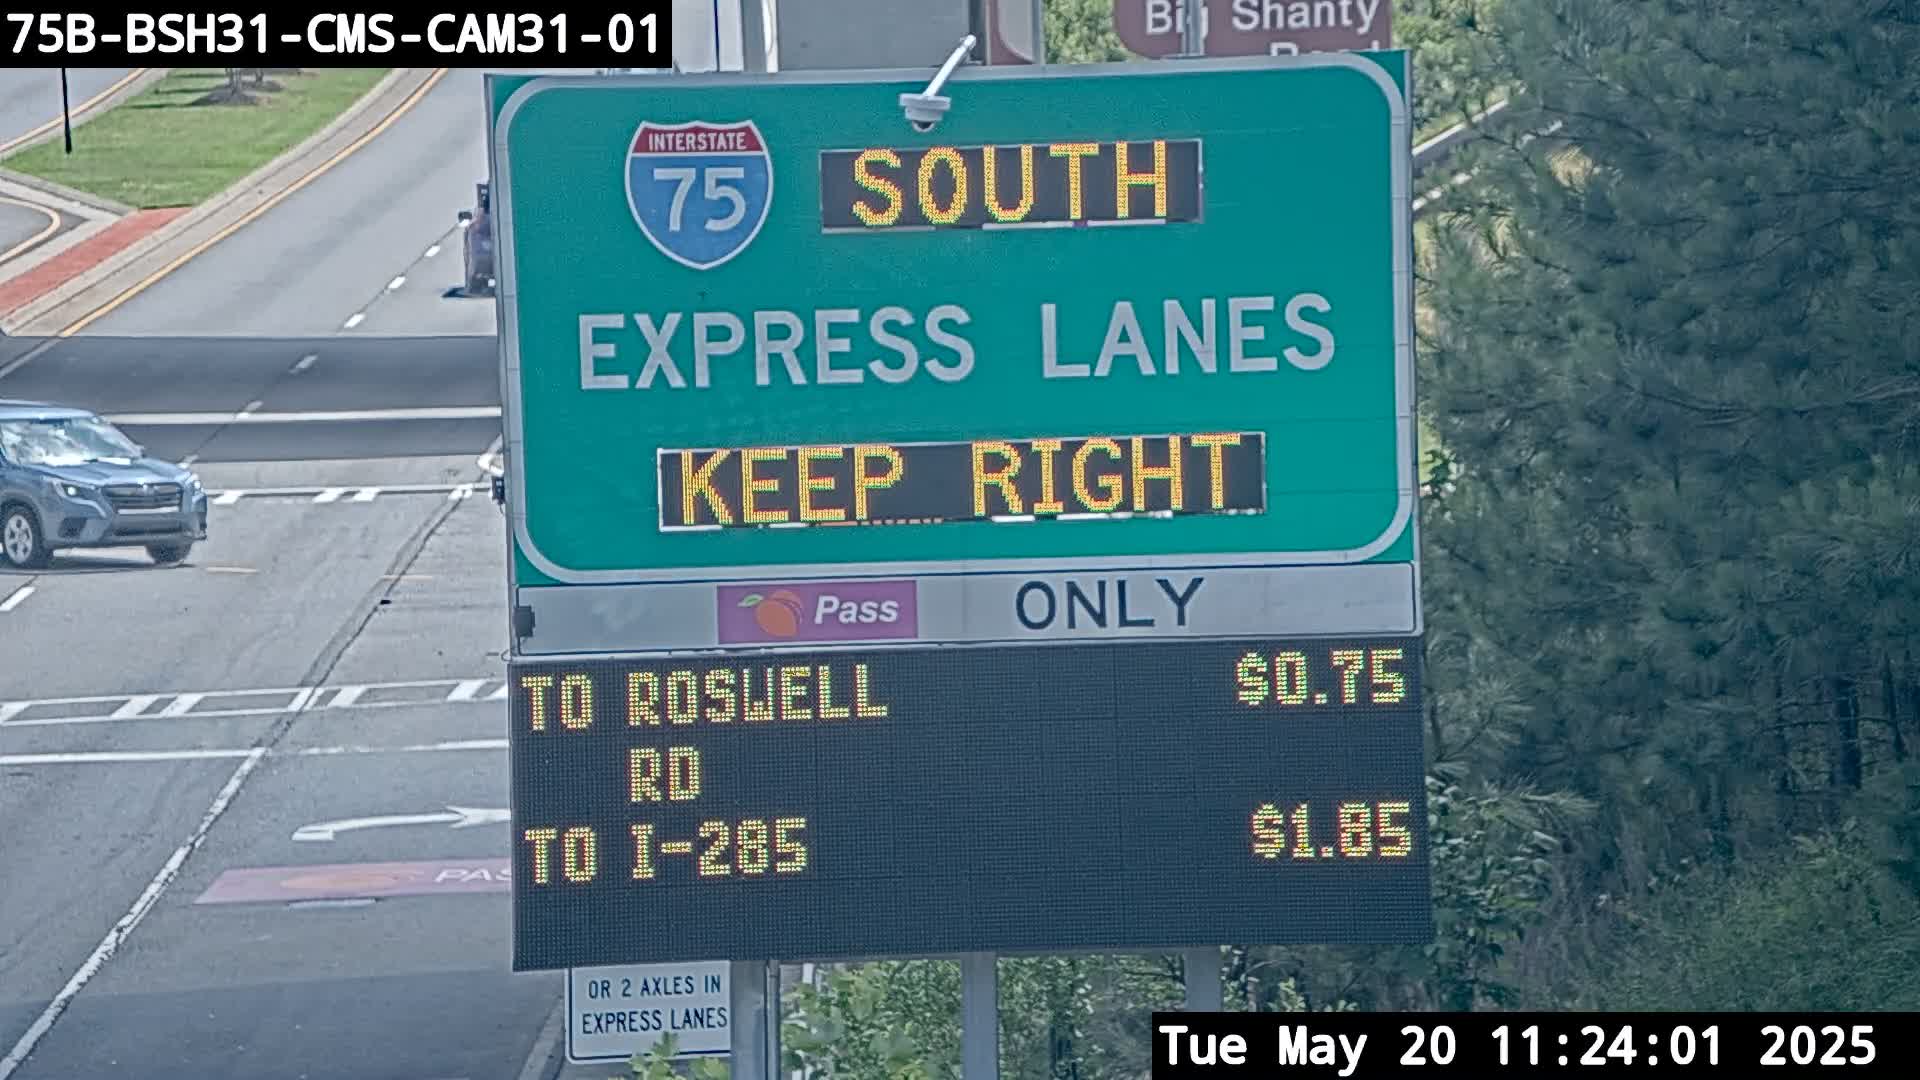 75B-BSH31-CMS-CAM31-01
Big Shanty
Road
INTERSTATE
75
SOUTH
EXPRESS LANES
KEEP RIGHT
Pass
ONLY
TO ROSWELL $0.75
RD
TO I-285 $1.85
PAS
OR 2 AXLES IN
EXPRESS LANES
Tue May 20 11:24:01 2025